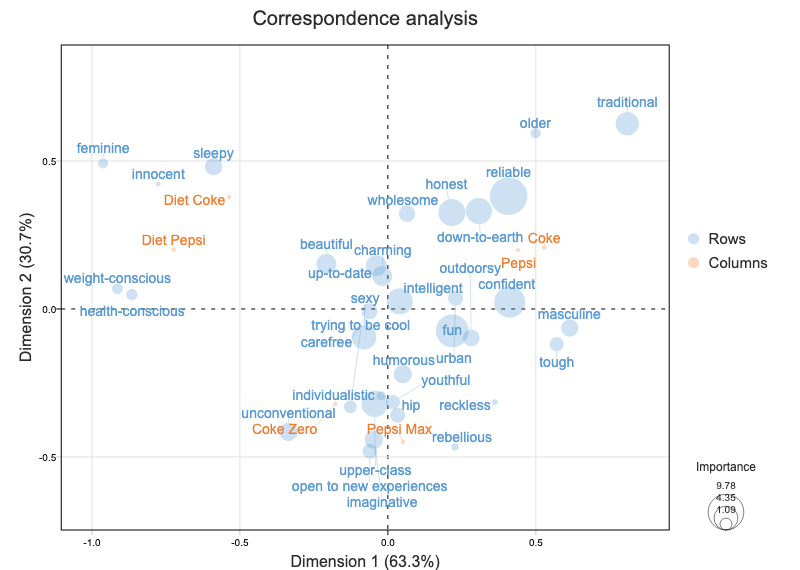 Correspondence analysis
traditional
older
feminine
sleepy
0.5
innocent
reliable
honest
Diet Coke
wholesome
Diet Pepsi
down-to-earth Coke
beautiful charming
Pepsi
up-to-date
outdoorsy
weight-conscious
intelligent confident
sexy
health-conscious
0.0
masculine
trying to be cool
fun
carefree
humorous urban
tough
youthful
individualistic
hip
reckless
unconventional
Coke Zero
Pepsi Max rebellious
-0.5
upper-class
open to new experiences
imaginative
-1.0 -0.5 0.0 0.5
Dimension 1 (63.3%)
Dimension 2 (30.7%)
Rows
Columns
Importance
9.78
4.35
1.09